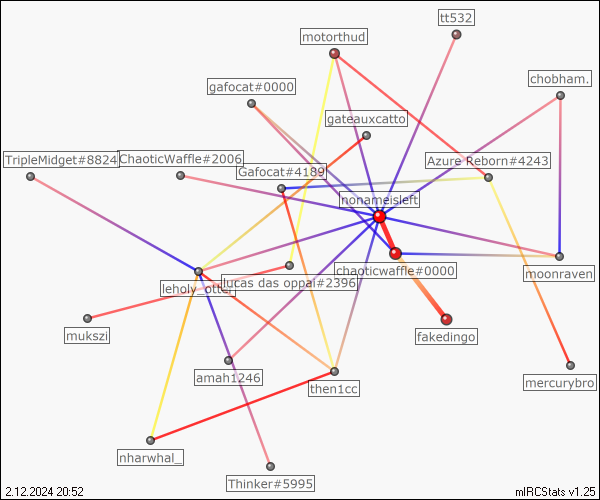 tt532
motorthud
chobham.
gafocat#0000
gateauxcatto
TripleMidget#8824
ChaoticWaffle#2006
Azure Reborn#4243
Gafocat#4189
nonameisleft
chaoticwaffle#0000
moonraven
leholy_otter
lucas das oppai#2396
mukszi
fakedingo
amah1246
then1cc
mercurybro
nharwhal_
Thinker#5995
2.12.2024 20:52
mIRCStats v1.25